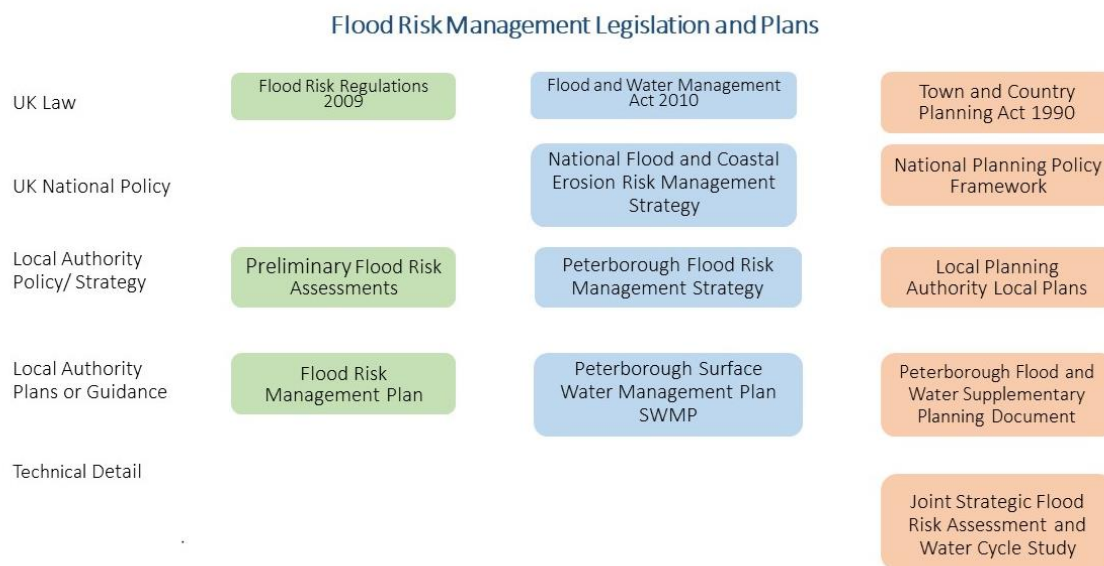 Flood Risk Management Legislation and Plans
UK Law
Flood Risk Regulations
2009
Flood and Water Management
Act 2010
Town and Country
Planning Act 1990
UK National Policy
National Flood and Coastal
Erosion Risk Management
Strategy
National Planning Policy
Framework
Local Authority
Policy/ Strategy
Preliminary Flood Risk
Assessments
Peterborough Flood Risk
Management Strategy
Local Planning
Authority Local Plans
Local Authority
Plans or Guidance
Flood Risk
Management Plan
Peterborough Surface
Water Management Plan
SWMP
Peterborough Flood and
Water Supplementary
Planning Document
Technical Detail
Joint Strategic Flood
Risk Assessment and
Water Cycle Study
.